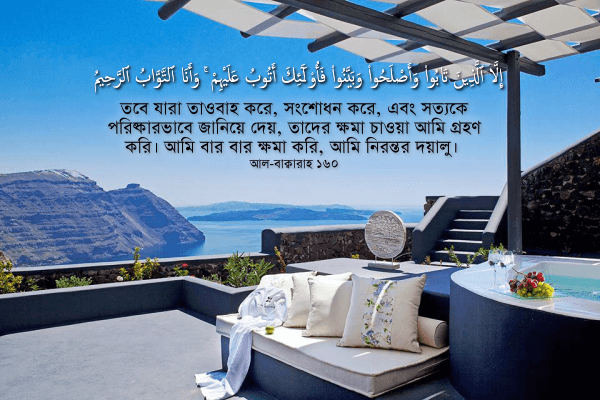 إِلَّا ٱلَّذِينَ تَابُوا۟ وَأَصْلَحُوا۟ وَبَيَّنُوا۟ فَأُو۟لَـٰٓئِكَ أَتُوبُ عَلَيْهِمْ ۚ وَأَنَا ٱلتَّوَّابُ ٱلرَّحِيمُ
তবে যারা তাওবাহ করে, সংশোধন করে, এবং সত্যকে
পরিষ্কারভাবে জানিয়ে দেয়, তাদের ক্ষমা চাওয়া আমি গ্রহণ
করি। আমি বার বার ক্ষমা করি, আমি নিরন্তর দয়ালু।
আল-বাক্বারাহ ১৬০